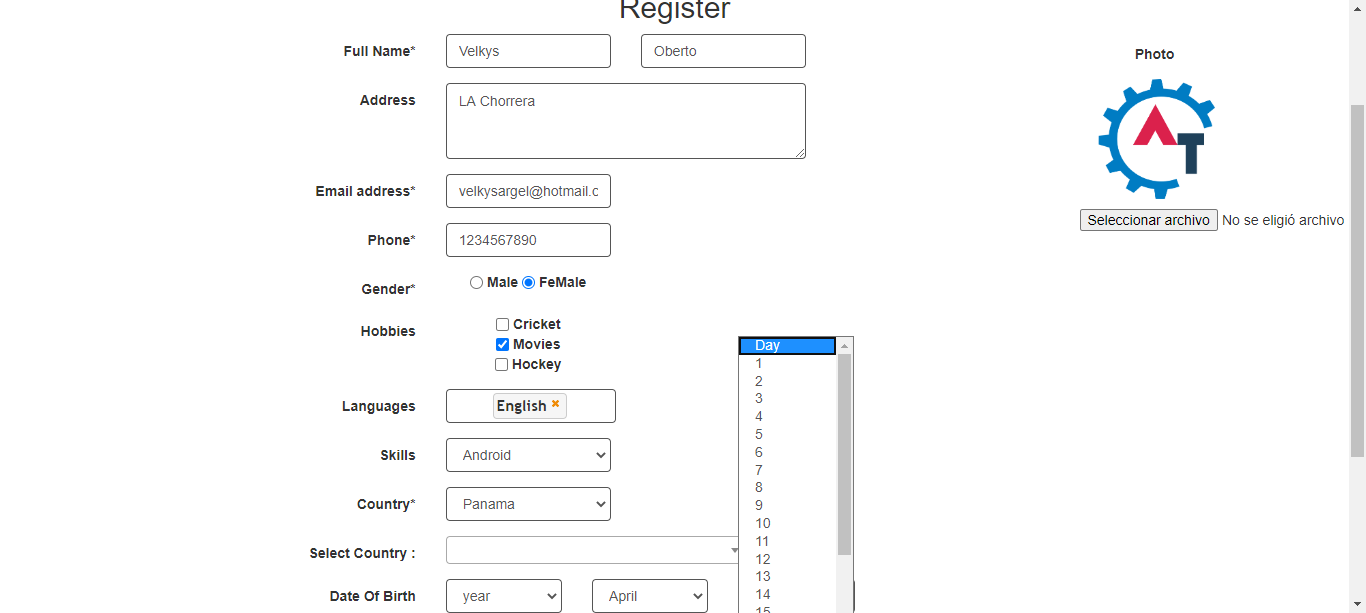 Register
Full Name* Velkys Oberto
Photo
Address LA Chorrera
AT
Email address* velkysargel@hotmail.c
Seleccionar archivo No se eligió archivo
Phone* 1234567890
Gender* Male FeMale
Hobbies Cricket
Movies
Hockey
Languages English
Skills Android
Country* Panama
Select Country :
Date Of Birth year April
Day
1
2
3
4
5
6
7
8
9
10
11
12
13
14
15